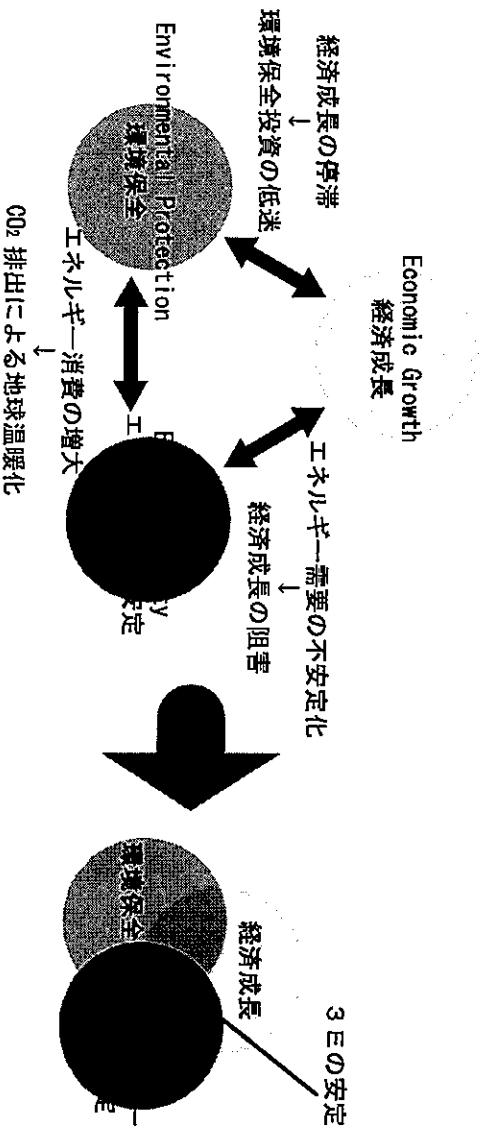 Economic Growth
経済成長
経済成長の停滞
↓
環境保全投資の低迷
エネルギー需要の不安定化
↓
経済成長の阻害
Environmentall Protection
環境保全
安定
エネルギー消費の増大
↓
CO₂ 排出による地球温暖化
3Eの安定
経済成長
環境保全
定